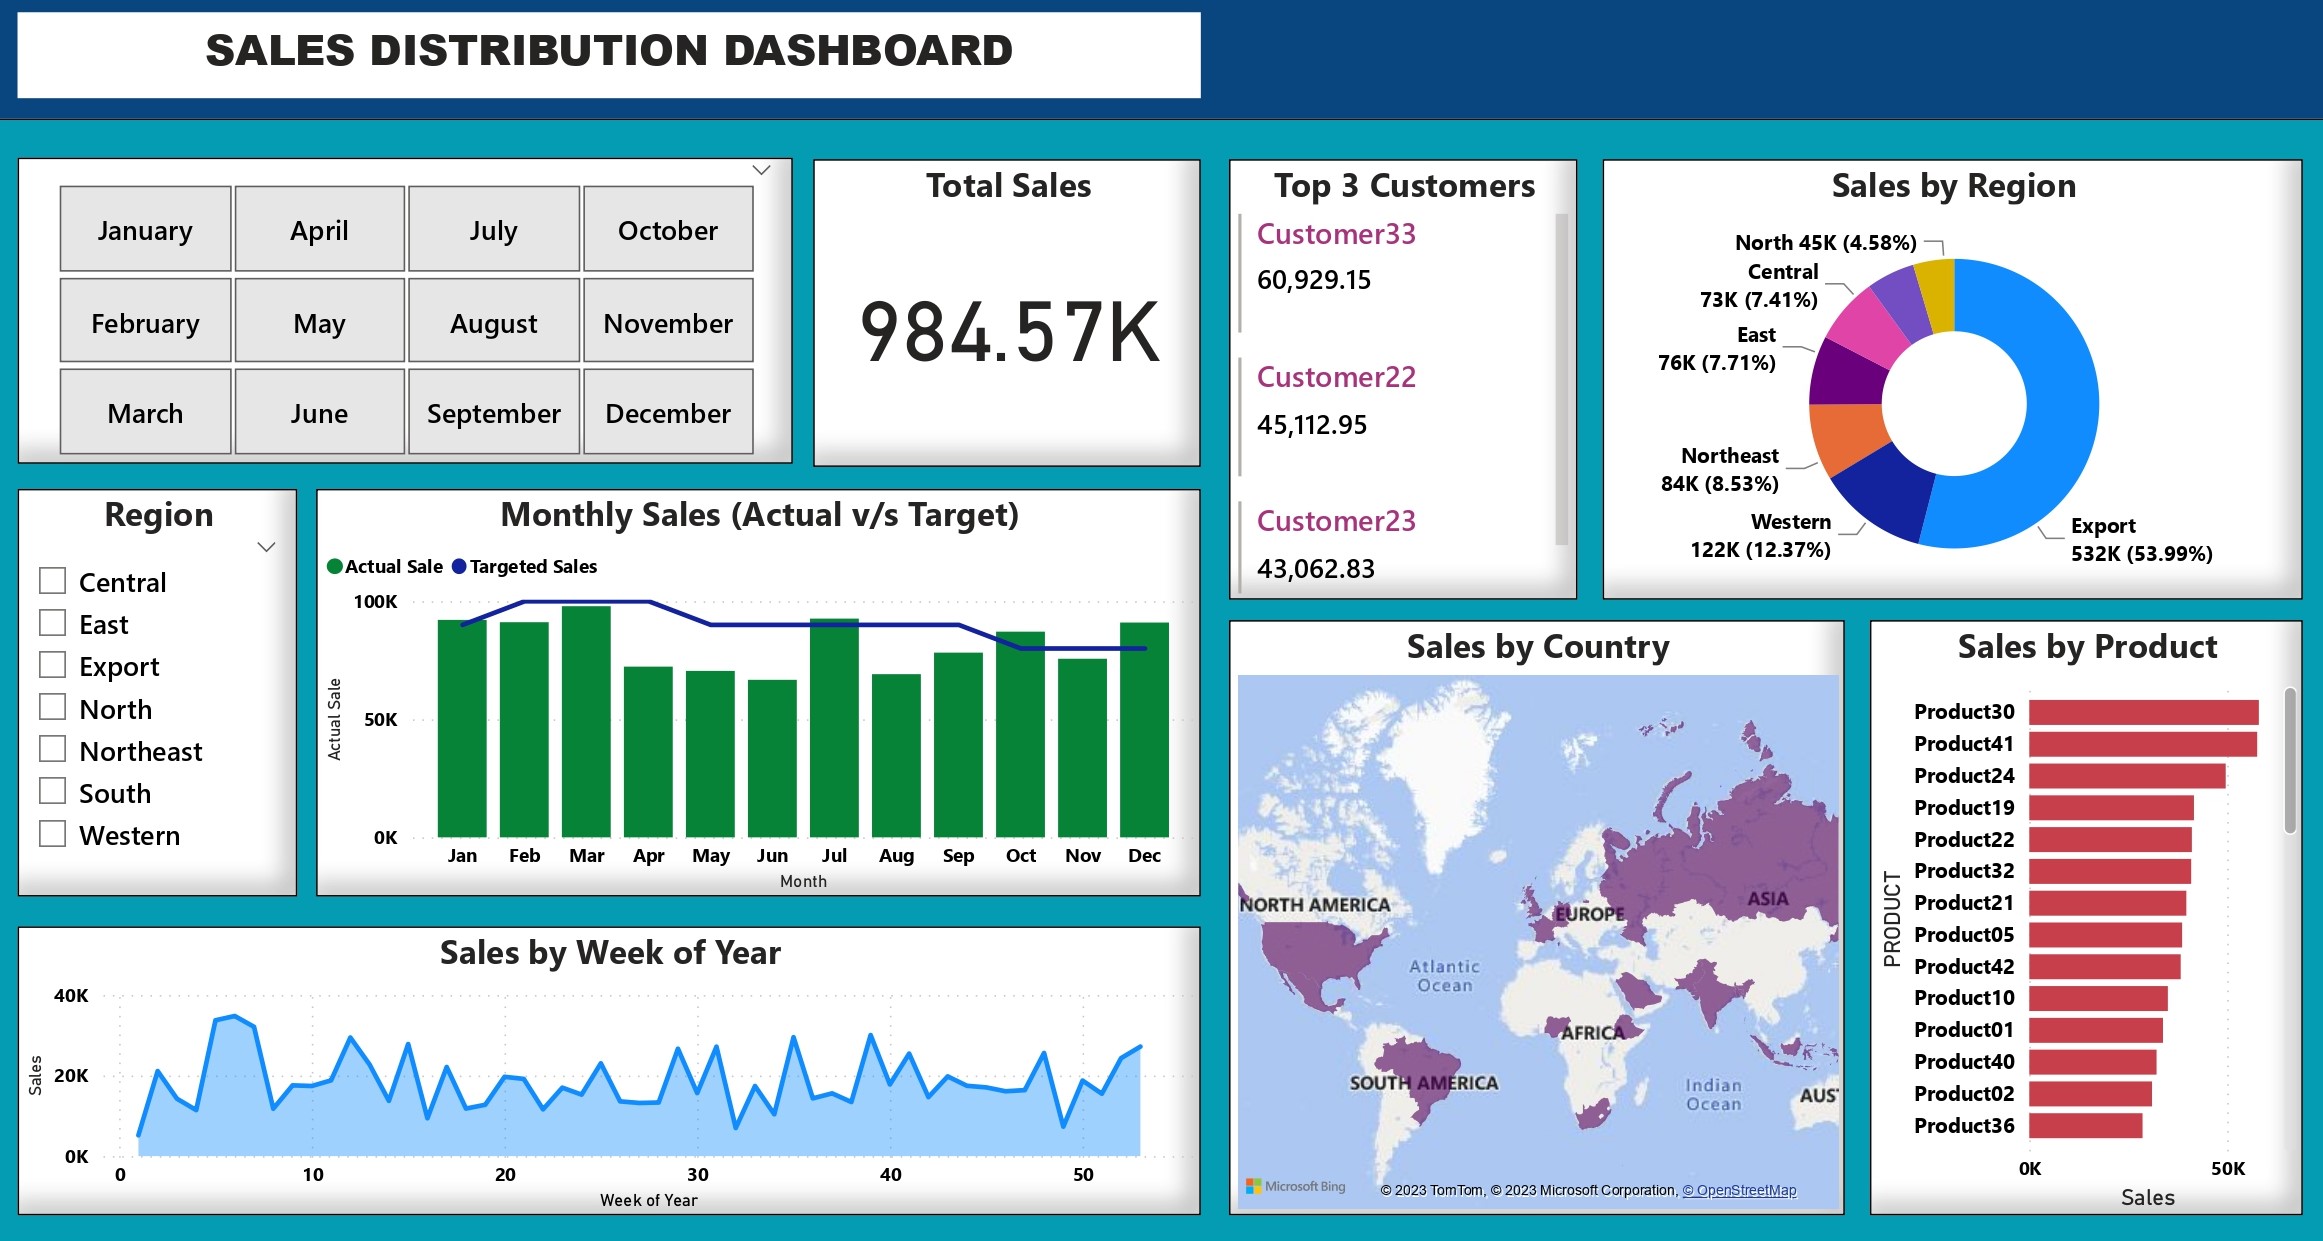 SALES DISTRIBUTION DASHBOARD
January
April
July
October
February
May
August
November
March
June
September
December
Total Sales
984.57K
Top 3 Customers
Customer33
60,929.15
Customer22
45,112.95
Customer23
43,062.83
Sales by Region
North 45K (4.58%)
Central
73K (7.41%)
East
76K (7.71%)
Northeast
84K (8.53%)
Western
122K (12.37%)
Export
532K (53.99%)
Region
Central
East
Export
North
Northeast
South
Western
Monthly Sales (Actual v/s Target)
Actual Sale
Targeted Sales
100K
50K
0K
Actual Sale
Jan
Feb
Mar
Apr
May
Jun
Jul
Aug
Sep
Oct
Nov
Dec
Month
Sales by Country
NORTH AMERICA
EUROPE
ASIA
Atlantic
Ocean
AFRICA
SOUTH AMERICA
Indian
Ocean
AUS
Microsoft Bing
© 2023 TomTom, © 2023 Microsoft Corporation, © OpenStreetMap
Sales by Product
PRODUCT
Product30
Product41
Product24
Product19
Product22
Product32
Product21
Product05
Product42
Product10
Product01
Product40
Product02
Product36
0K
50K
Sales
Sales by Week of Year
Sales
40K
20K
0K
0
10
20
30
40
50
Week of Year